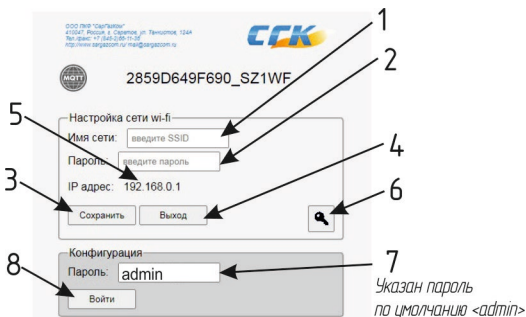 ООО ПКФ "СарГазКом"
410047, Россия, г. Саратов, ул. Танкистов, 124А
Тел./факс: +7 (845-2)66-11-35
http://www.sargazcom.ru mail@sargazcom.ru
СГК
1
2
MQTT
2859D649F690_SZ1WF
Настройка сети wi-fi
5
Имя сети: введите SSID
4
Пароль: введите пароль
3
IP адрес: 192.168.0.1
6
Сохранить Выход
Конфигурация
8
Пароль: admin
7
Войти
Указан пароль
по умолчанию <admin>